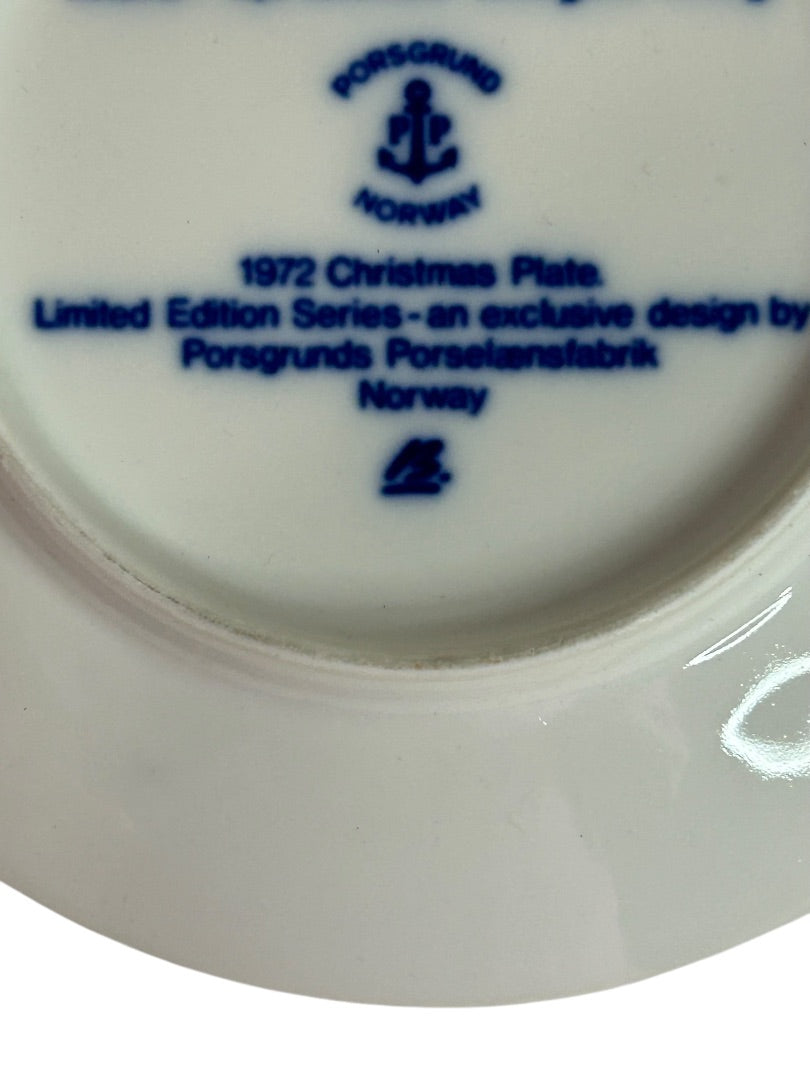 PORSGRUND
P P
NORWAY
1972 Christmas Plate.
Limited Edition Series - an exclusive design by
Porsgrunds Porselænsfabrik
Norway